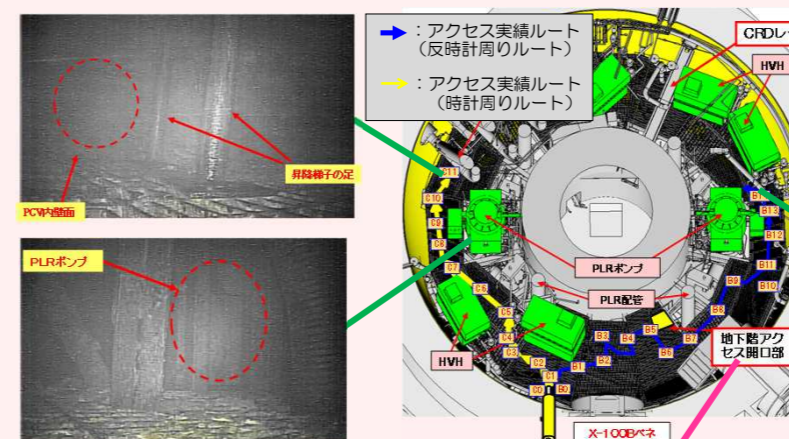 ：アクセス実績ルート
（反時計周りルート）
：アクセス実績ルート
（時計周りルート）
昇降梯子の足
PCV内壁面
PLRポンプ
CRDレー
HVH
HVH
PLRポンプ
PLR配管
地下階アク
セス開口部
X-100Bペネ
C11
C10
C9
C8
C7
C6
C5
C4
C3
C2
C1
C0
B0
B1
B2
B3
B4
B5
B6
B7
B8
B9
B10
B11
B12
B13